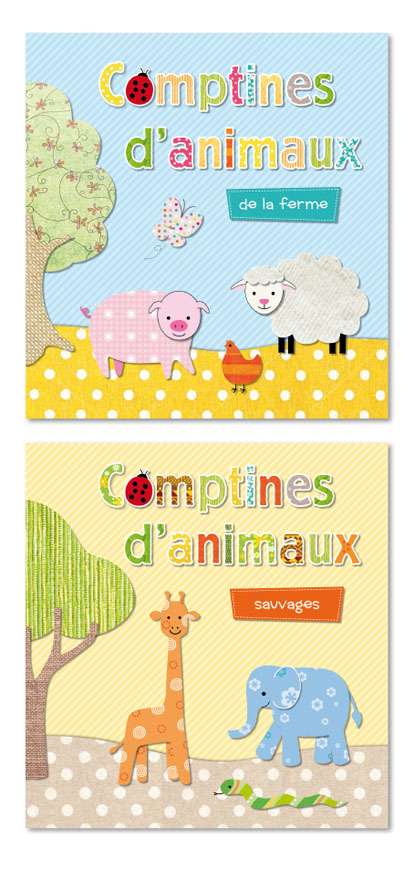 Comptines
d'animaux
de la ferme
Comptines
d'animaux
sauvages